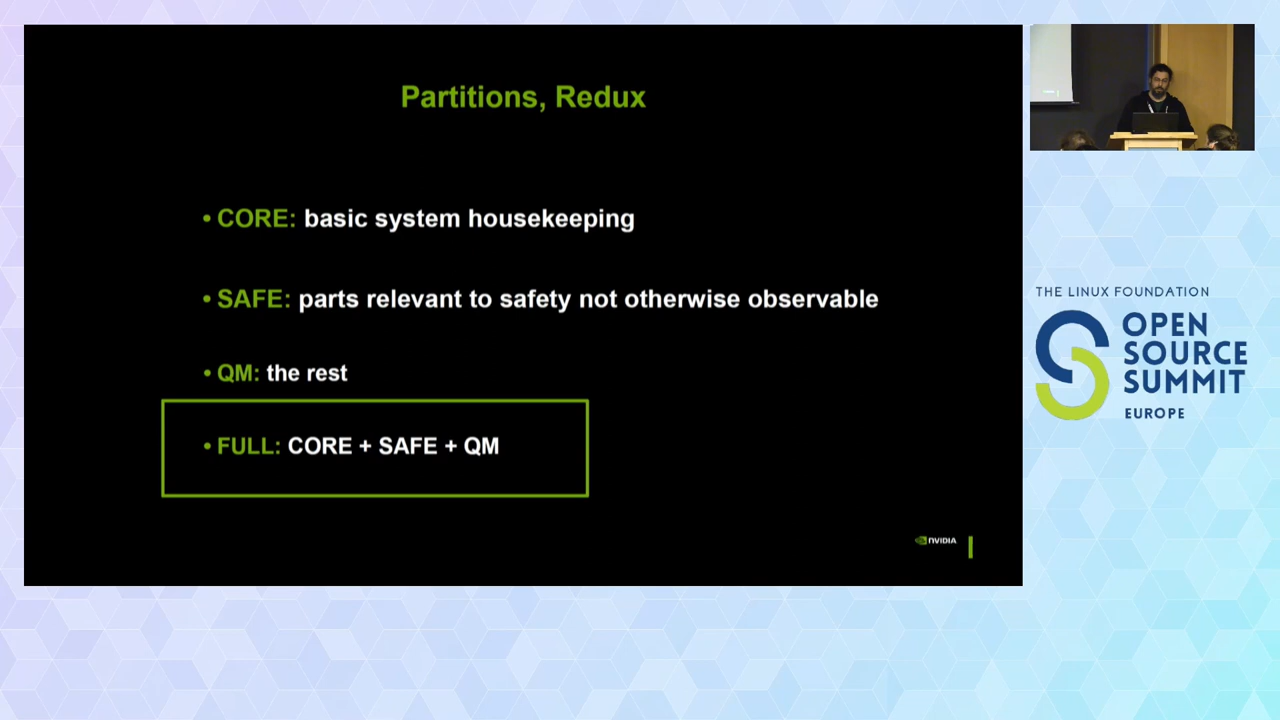 Partitions, Redux
• CORE: basic system housekeeping
• SAFE: parts relevant to safety not otherwise observable
• QM: the rest
• FULL: CORE + SAFE + QM
NVIDIA
THE LINUX FOUNDATION
OPEN
SOURCE
SUMMIT
EUROPE